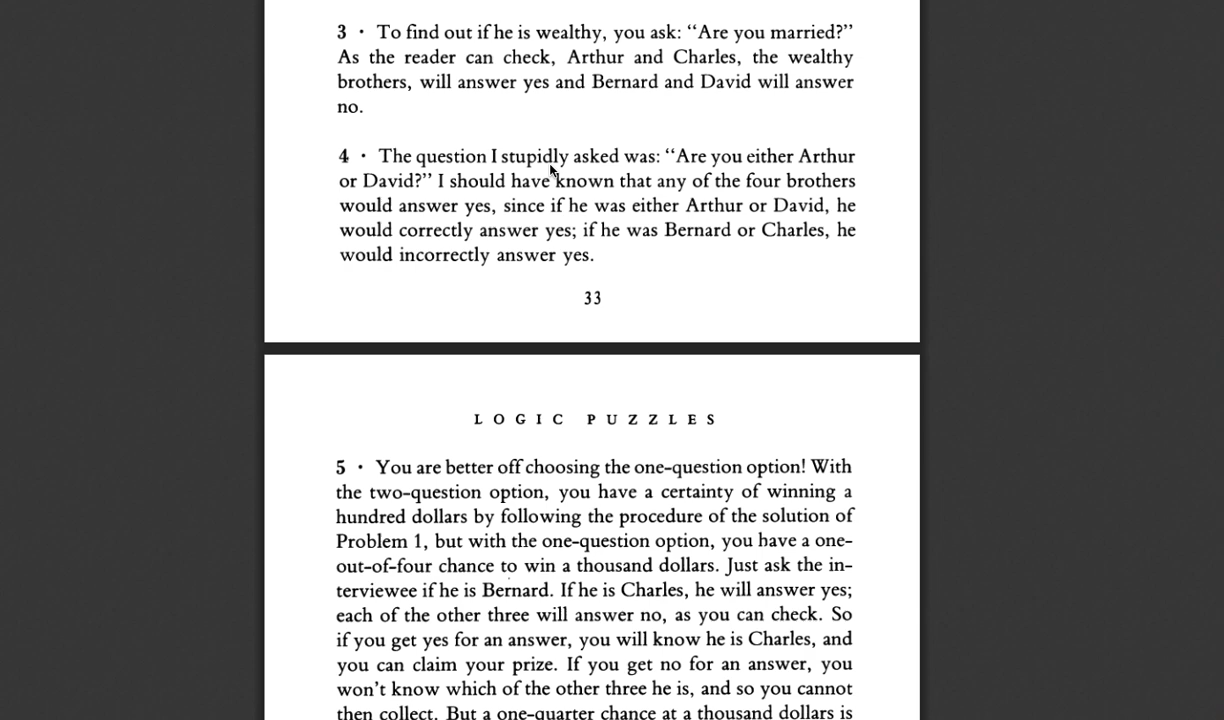 3 · To find out if he is wealthy, you ask: “Are you married?”
As the reader can check, Arthur and Charles, the wealthy
brothers, will answer yes and Bernard and David will answer
no.
4 · The question I stupidly asked was: “Are you either Arthur
or David?” I should have known that any of the four brothers
would answer yes, since if he was either Arthur or David, he
would correctly answer yes; if he was Bernard or Charles, he
would incorrectly answer yes.
33
LOGIC PUZZLES
5 · You are better off choosing the one-question option! With
the two-question option, you have a certainty of winning a
hundred dollars by following the procedure of the solution of
Problem 1, but with the one-question option, you have a one-
out-of-four chance to win a thousand dollars. Just ask the in-
terviewee if he is Bernard. If he is Charles, he will answer yes;
each of the other three will answer no, as you can check. So
if you get yes for an answer, you will know he is Charles, and
you can claim your prize. If you get no for an answer, you
won’t know which of the other three he is, and so you cannot
then collect. But a one-quarter chance at a thousand dollars is